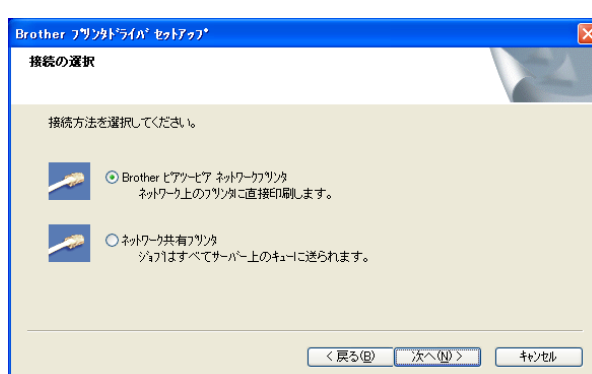 Brother ﾌﾟﾘﾝﾀﾄﾞﾗｲﾊﾞ ｾｯﾄｱｯﾌﾟ
接続の選択
接続方法を選択してください。
Brother ﾋﾟｱﾂｰﾋﾟｱ ﾈｯﾄﾜｰｸﾌﾟﾘﾝﾀ
ﾈｯﾄﾜｰｸ上のﾌﾟﾘﾝﾀに直接印刷します。
ﾈｯﾄﾜｰｸ共有ﾌﾟﾘﾝﾀ
ｼﾞｮﾌﾞはすべてｻｰﾊﾞｰ上のｷｭｰに送られます。
< 戻る(B) 次へ(N) > ｷｬﾝｾﾙ